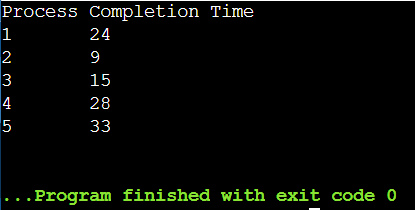 Process Completion Time
1 24
2 9
3 15
4 28
5 33
...Program finished with exit code 0